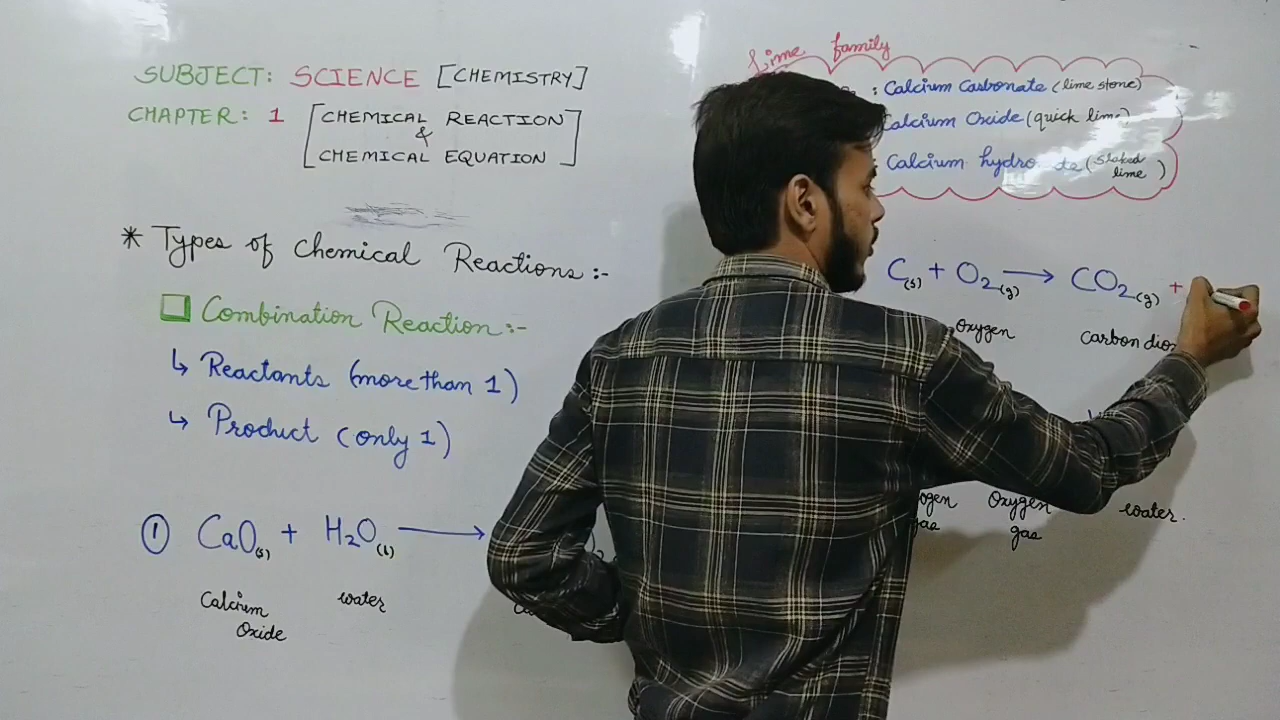 SUBJECT: SCIENCE [CHEMISTRY]
CHAPTER: 1 [CHEMICAL REACTION
&
CHEMICAL EQUATION]
* Types of Chemical Reactions:-
Combination Reaction:-
↳ Reactants (more than 1)
↳ Product (only 1)
① CaO(s) + H₂O(l) ⟶
Calcium
Oxide
water
Lime family
: Calcium Carbonate (lime stone)
Calcium Oxide (quick lime)
Calcium hydro (slaked
lime)
C(s) + O₂(g) ⟶ CO₂(g) +
oxygen carbon
Oxygen
gas
water.